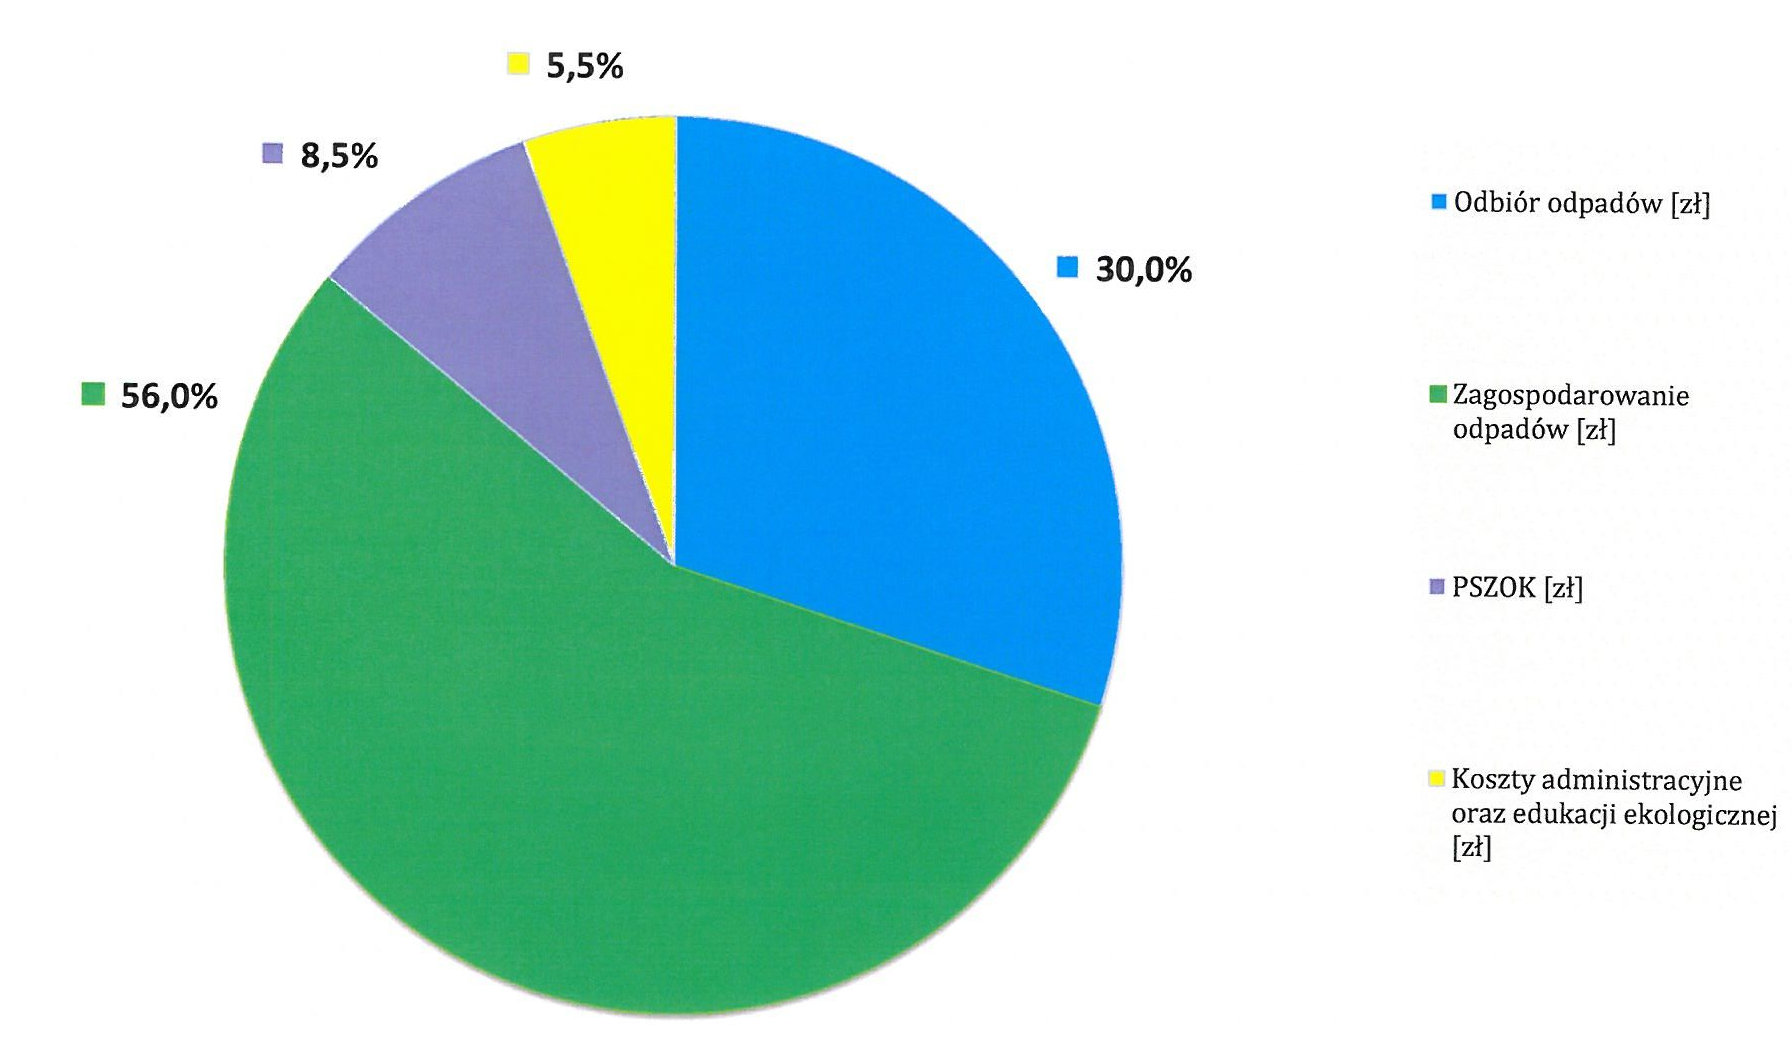 5,5%
8,5%
30,0%
56,0%
Odbiór odpadów [zł]
Zagospodarowanie
odpadów [zł]
PSZOK [zł]
Koszty administracyjne
oraz edukacji ekologicznej
[zł]